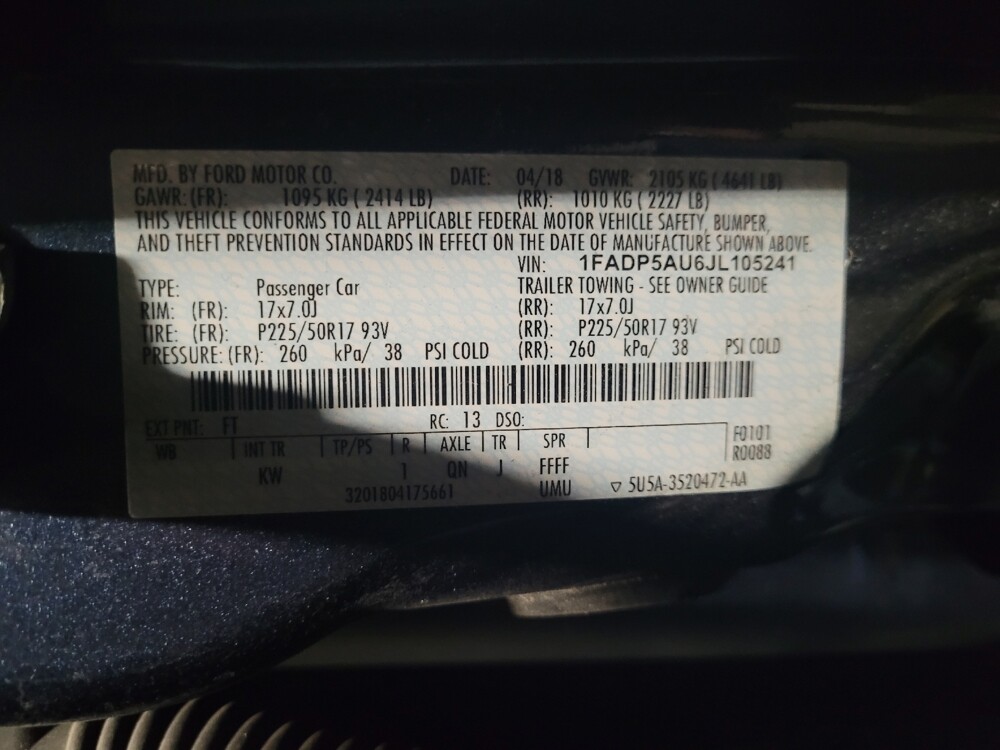 MFD. BY FORD MOTOR CO. DATE: 04/18 GVWR: 2105 KG ( 4641 LB)
GAWR: (FR): 1095 KG ( 2414 LB) (RR): 1010 KG ( 2227 LB)
THIS VEHICLE CONFORMS TO ALL APPLICABLE FEDERAL MOTOR VEHICLE SAFETY, BUMPER,
AND THEFT PREVENTION STANDARDS IN EFFECT ON THE DATE OF MANUFACTURE SHOWN ABOVE.
VIN: 1FADP5AU6JL105241
TYPE: Passenger Car TRAILER TOWING - SEE OWNER GUIDE
RIM: (FR): 17x7.0J (RR): 17x7.0J
TIRE: (FR): P225/50R17 93V (RR): P225/50R17 93V
PRESSURE: (FR): 260 kPa/ 38 PSI COLD (RR): 260 kPa/ 38 PSI COLD
EXT PNT: FT RC: 13 DSO:
WB INT TR TP/PS R AXLE TR SPR F0101
R0088
KW 1 QN J FFFF
3201804175661 UMU ▽ 5U5A-3520472-AA